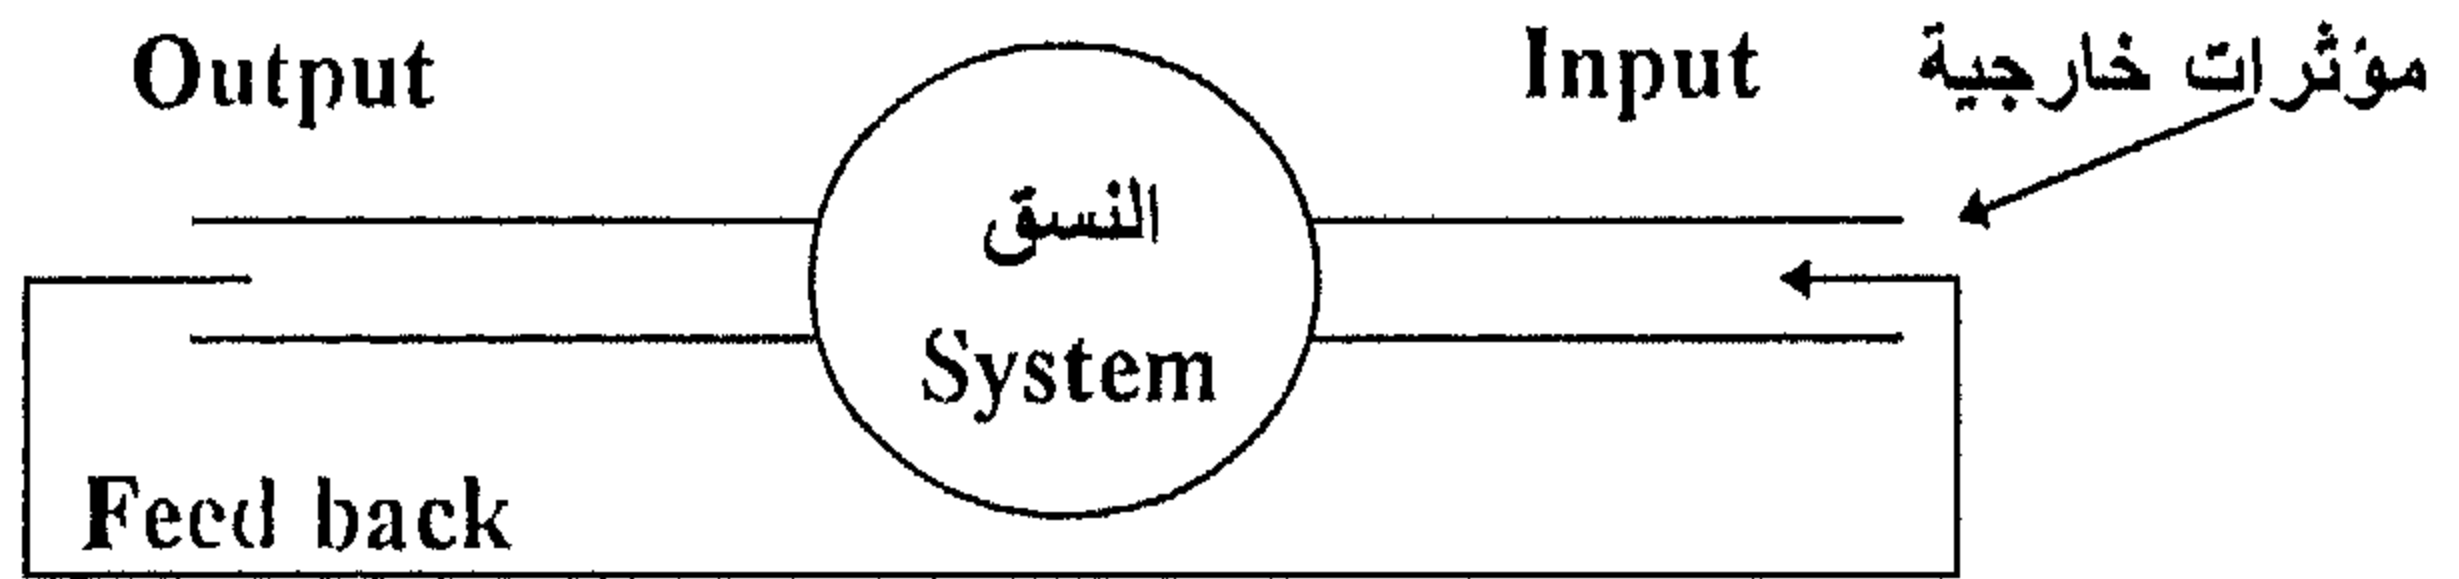 Output
Input
مؤثرات خارجية
النسق
System
Feed back